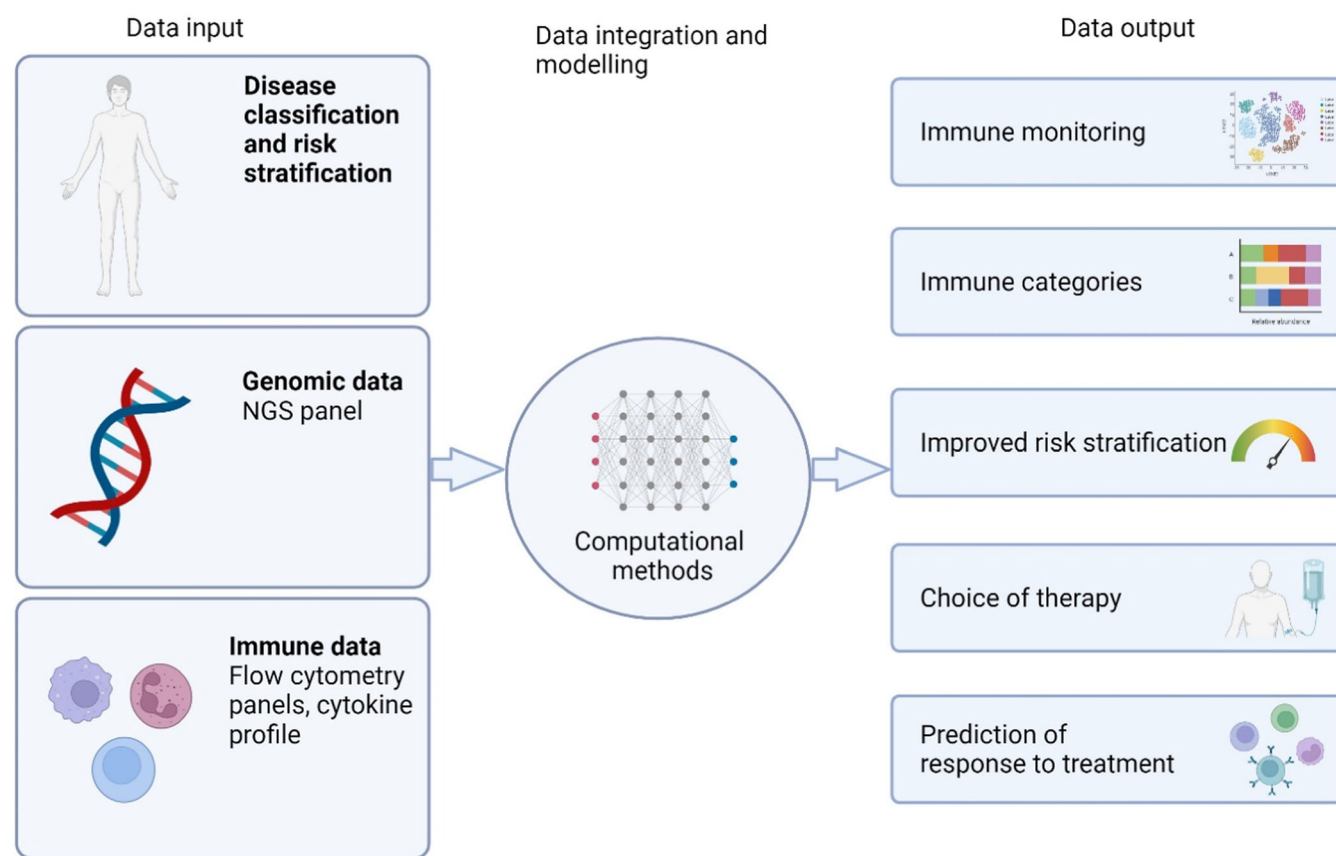 Data input
Disease
classification
and risk
stratification
Genomic data
NGS panel
Immune data
Flow cytometry
panels, cytokine
profile
Data integration and
modelling
Computational
methods
Data output
Immune monitoring
Immune categories
A
B
C
Relative abundance
Improved risk stratification
Choice of therapy
Prediction of
response to treatment